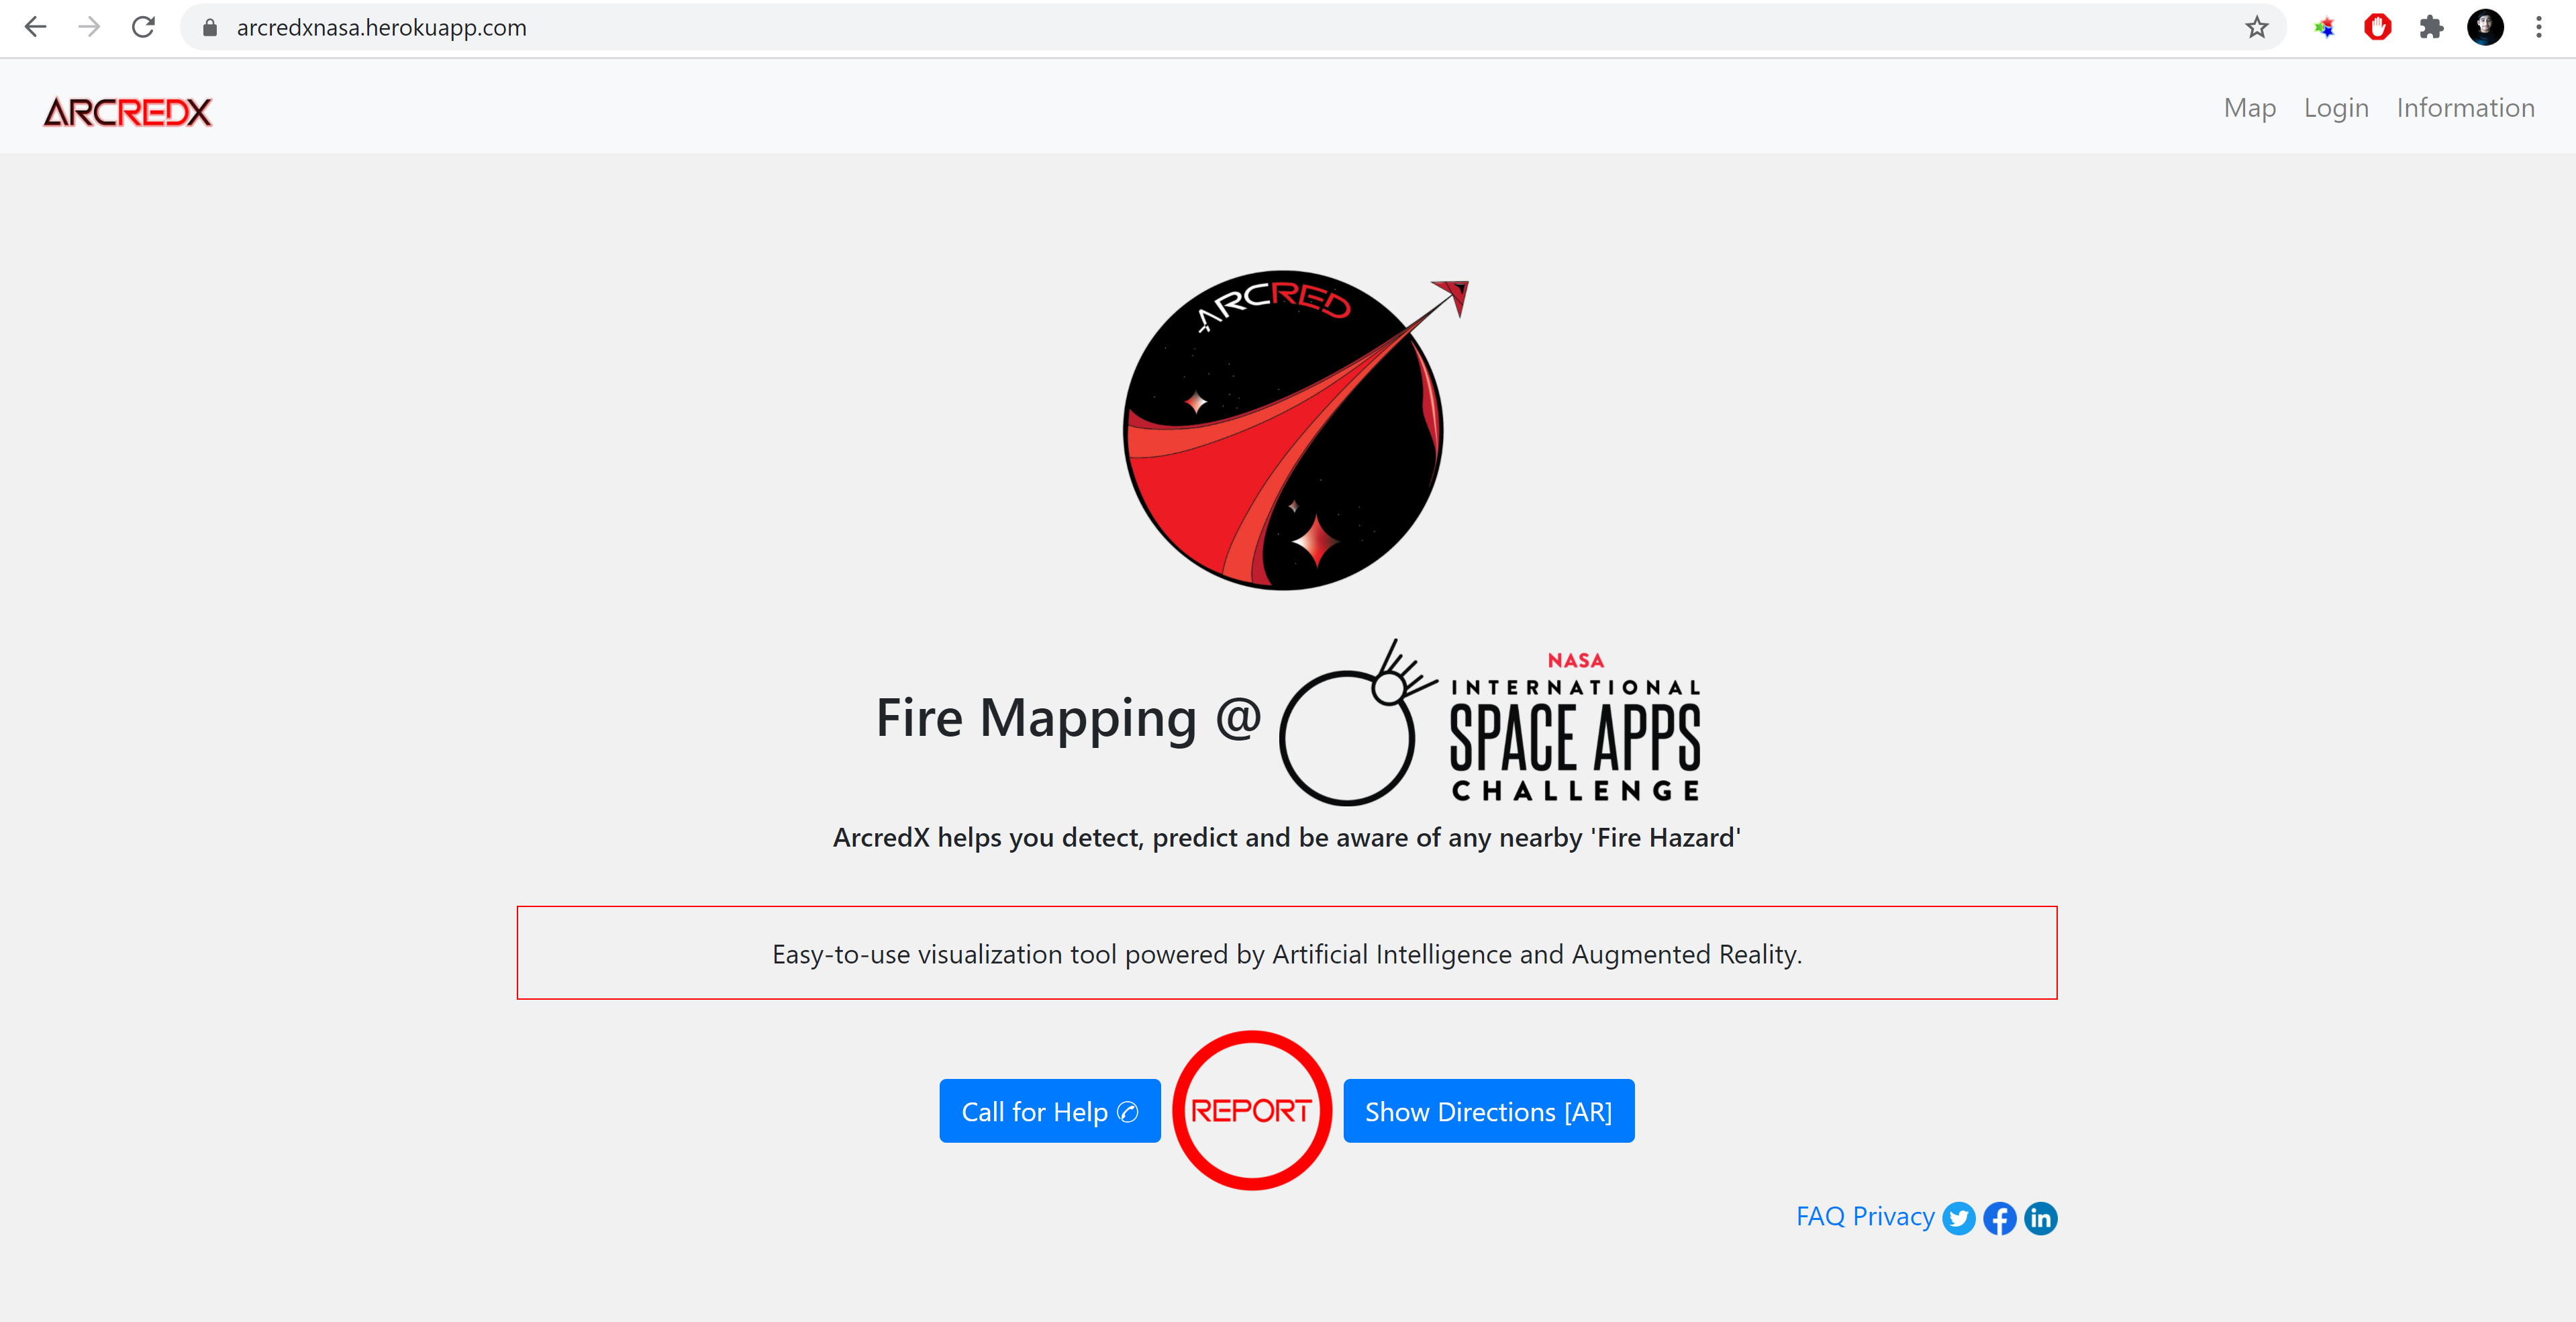 arcredxnasa.herokuapp.com
ARCREDX
Map Login Information
ARCRED
Fire Mapping @
NASA
INTERNATIONAL
SPACE APPS
CHALLENGE
ArcredX helps you detect, predict and be aware of any nearby 'Fire Hazard'
Easy-to-use visualization tool powered by Artificial Intelligence and Augmented Reality.
Call for Help ✆ REPORT Show Directions [AR]
FAQ Privacy in